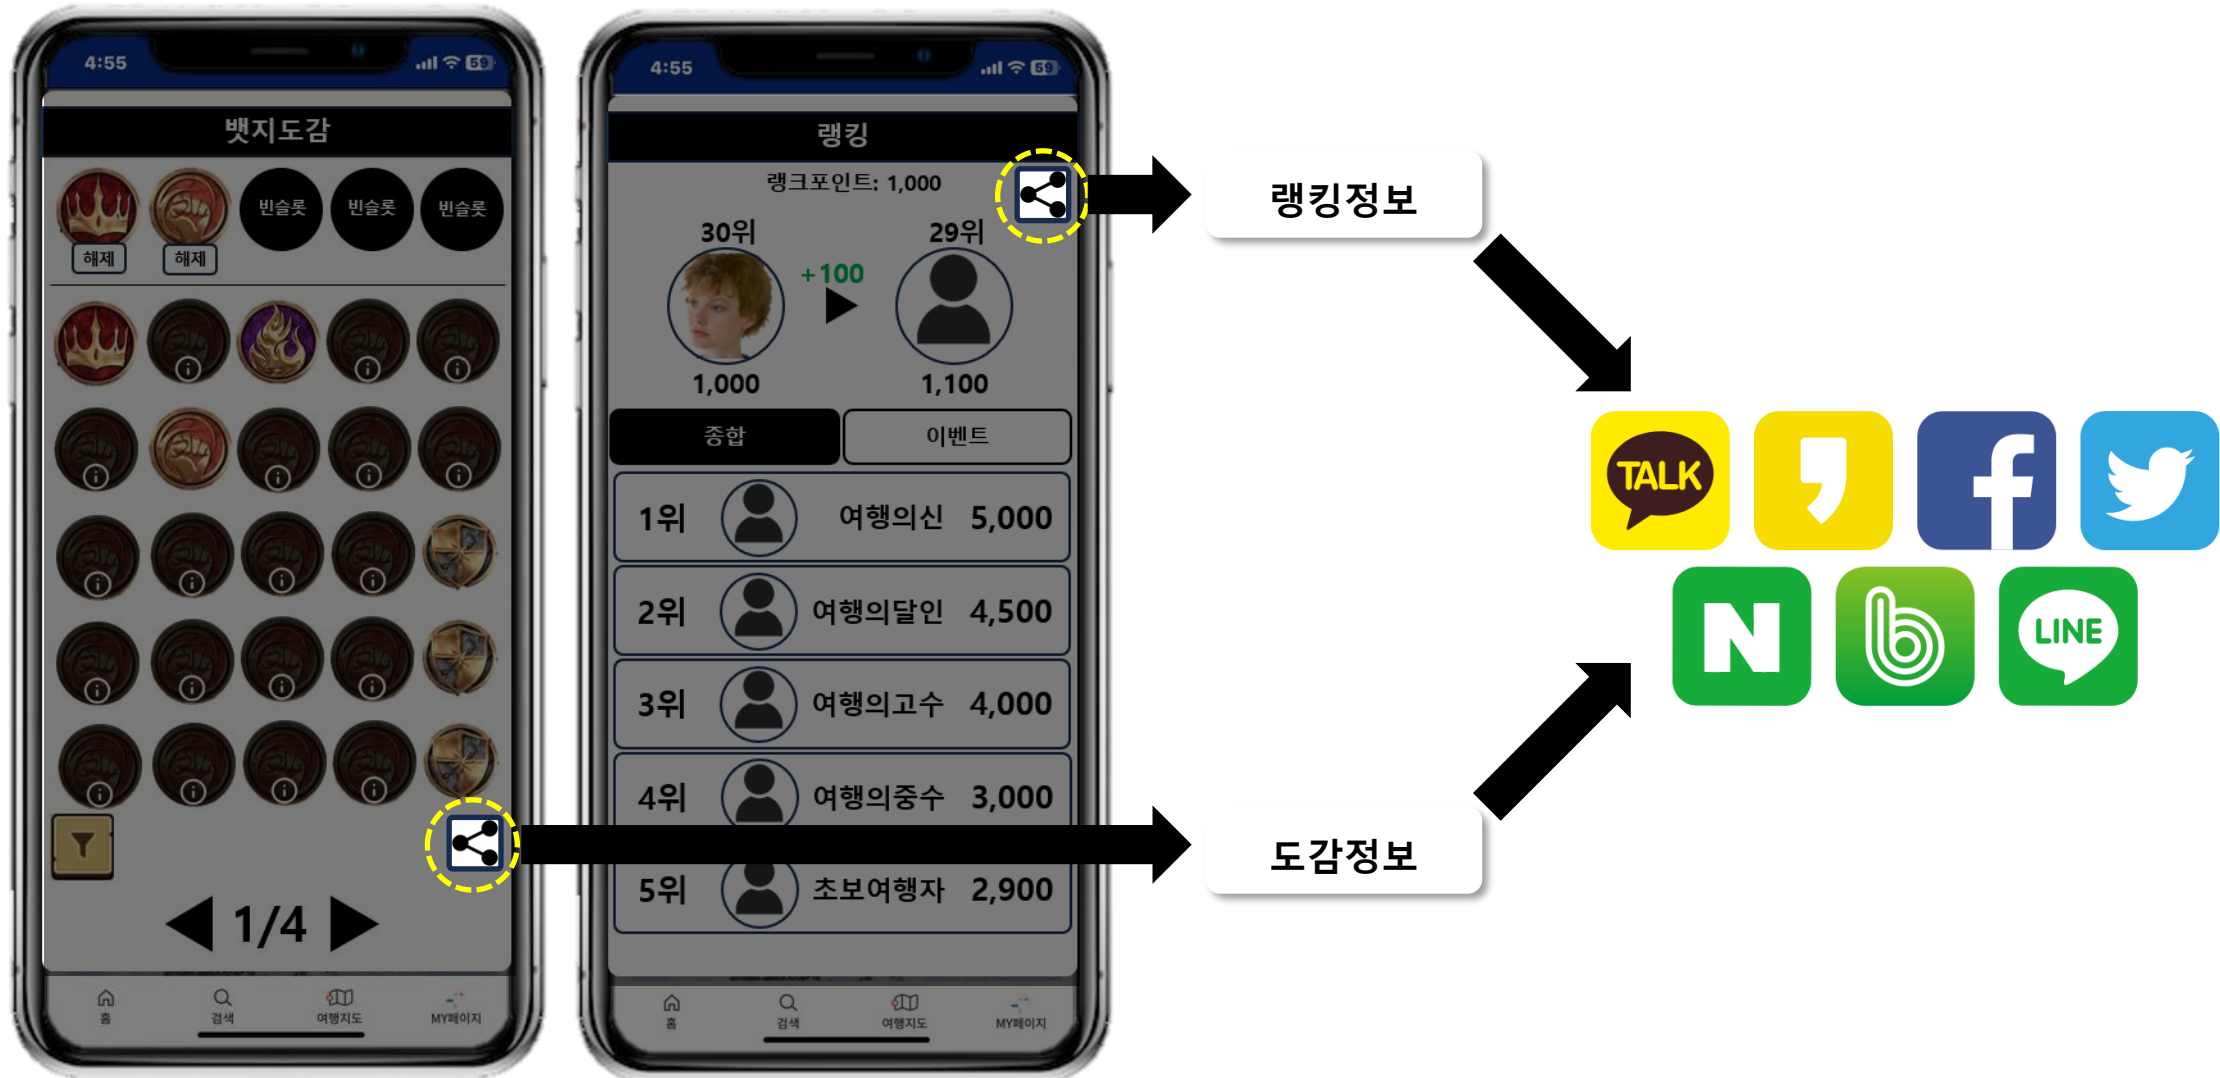 4:55
59
뱃지도감
빈슬롯
빈슬롯
빈슬롯
해제
해제
1/4
홈
검색
여행지도
MY페이지
4:55
59
랭킹
랭크포인트: 1,000
30위
29위
+100
1,000
1,100
종합
이벤트
1위 여행의신 5,000
2위 여행의달인 4,500
3위 여행의고수 4,000
4위 여행의중수 3,000
5위 초보여행자 2,900
홈
검색
여행지도
MY페이지
랭킹정보
도감정보
TALK
N
LINE